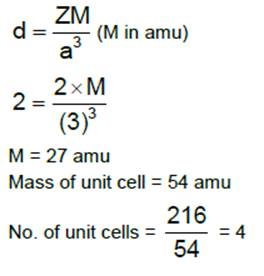 d = ZM / a³ (M in amu)
2 = 2 × M / (3)³
M = 27 amu
Mass of unit cell = 54 amu
No. of unit cells = 216 / 54 = 4